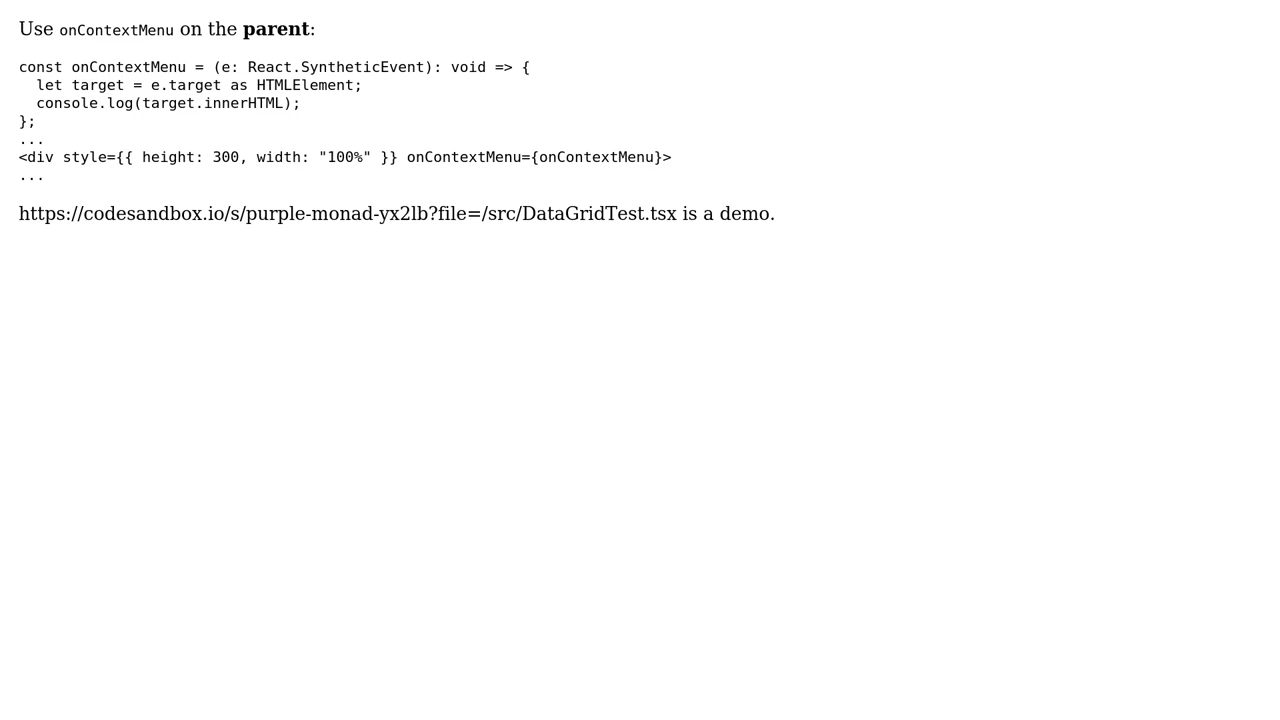 Use onContextMenu on the parent:
const onContextMenu = (e: React.SyntheticEvent): void => {
  let target = e.target as HTMLElement;
  console.log(target.innerHTML);
};
...
<div style={{ height: 300, width: "100%" }} onContextMenu={onContextMenu}>
...
https://codesandbox.io/s/purple-monad-yx2lb?file=/src/DataGridTest.tsx is a demo.